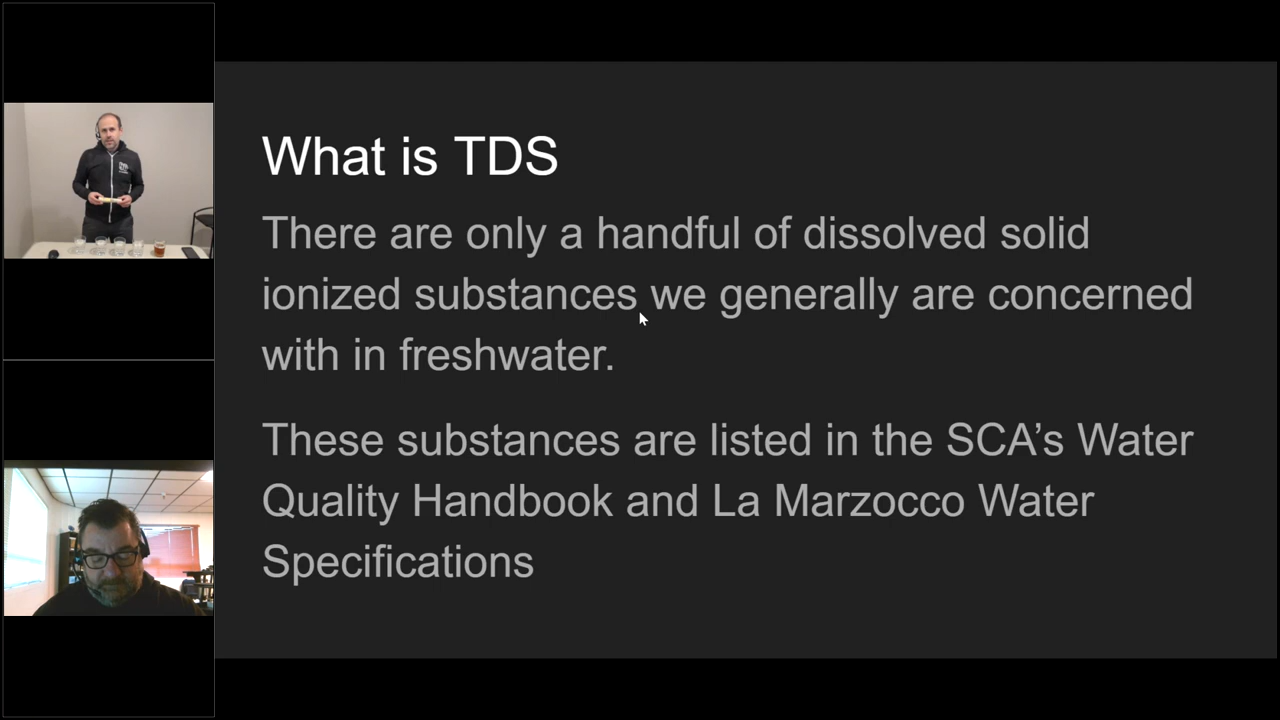 What is TDS
There are only a handful of dissolved solid
ionized substances we generally are concerned
with in freshwater.
These substances are listed in the SCA’s Water
Quality Handbook and La Marzocco Water
Specifications